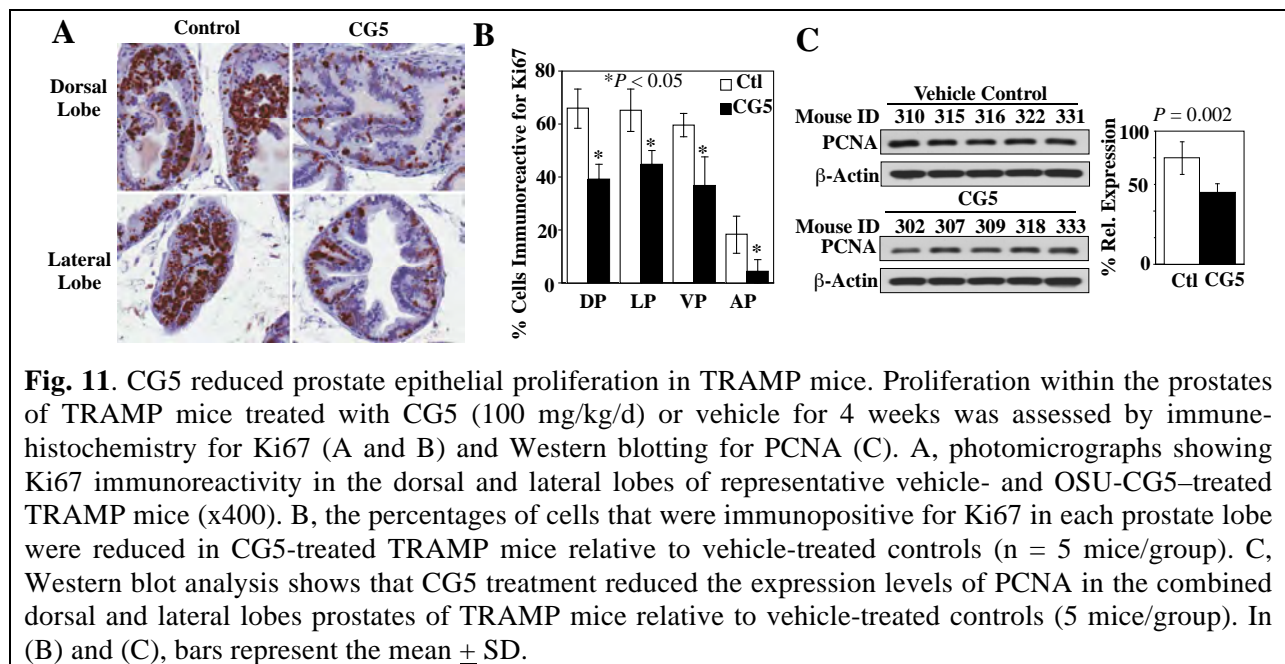 A
Control
CG5
Dorsal
Lobe
Lateral
Lobe
B
% Cells Immunoreactive for Ki67
80
60
40
20
0
*P < 0.05
Ctl
CG5
*
*
*
*
DP LP VP AP
C
Vehicle Control
Mouse ID 310 315 316 322 331
PCNA
β-Actin
CG5
Mouse ID 302 307 309 318 333
PCNA
β-Actin
P = 0.002
% Rel. Expression
100
50
0
Ctl CG5
Fig. 11. CG5 reduced prostate epithelial proliferation in TRAMP mice. Proliferation within the prostates
of TRAMP mice treated with CG5 (100 mg/kg/d) or vehicle for 4 weeks was assessed by immune-
histochemistry for Ki67 (A and B) and Western blotting for PCNA (C). A, photomicrographs showing
Ki67 immunoreactivity in the dorsal and lateral lobes of representative vehicle- and OSU-CG5–treated
TRAMP mice (x400). B, the percentages of cells that were immunopositive for Ki67 in each prostate lobe
were reduced in CG5-treated TRAMP mice relative to vehicle-treated controls (n = 5 mice/group). C,
Western blot analysis shows that CG5 treatment reduced the expression levels of PCNA in the combined
dorsal and lateral lobes prostates of TRAMP mice relative to vehicle-treated controls (5 mice/group). In
(B) and (C), bars represent the mean ± SD.